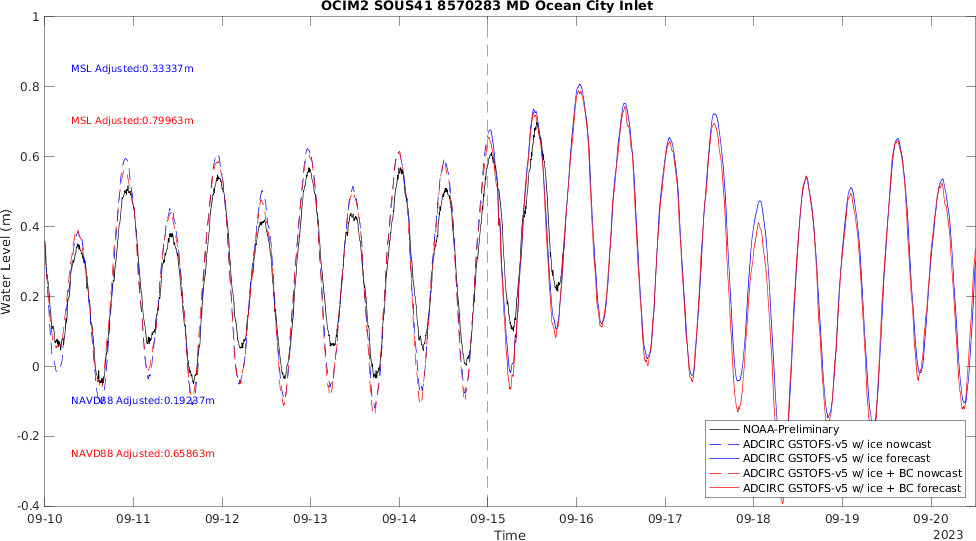 OCIM2 SOUS41 8570283 MD Ocean City Inlet
1
0.8
0.6
0.4
0.2
0
-0.2
-0.4
Water Level (m)
MSL Adjusted:0.33337m
MSL Adjusted:0.79963m
NAVD88 Adjusted:0.19237m
NAVD88 Adjusted:0.65863m
NOAA-Preliminary
ADCIRC GSTOFS-v5 w/ ice nowcast
ADCIRC GSTOFS-v5 w/ ice forecast
ADCIRC GSTOFS-v5 w/ ice + BC nowcast
ADCIRC GSTOFS-v5 w/ ice + BC forecast
09-10 09-11 09-12 09-13 09-14 09-15 09-16 09-17 09-18 09-19 09-20
Time
2023